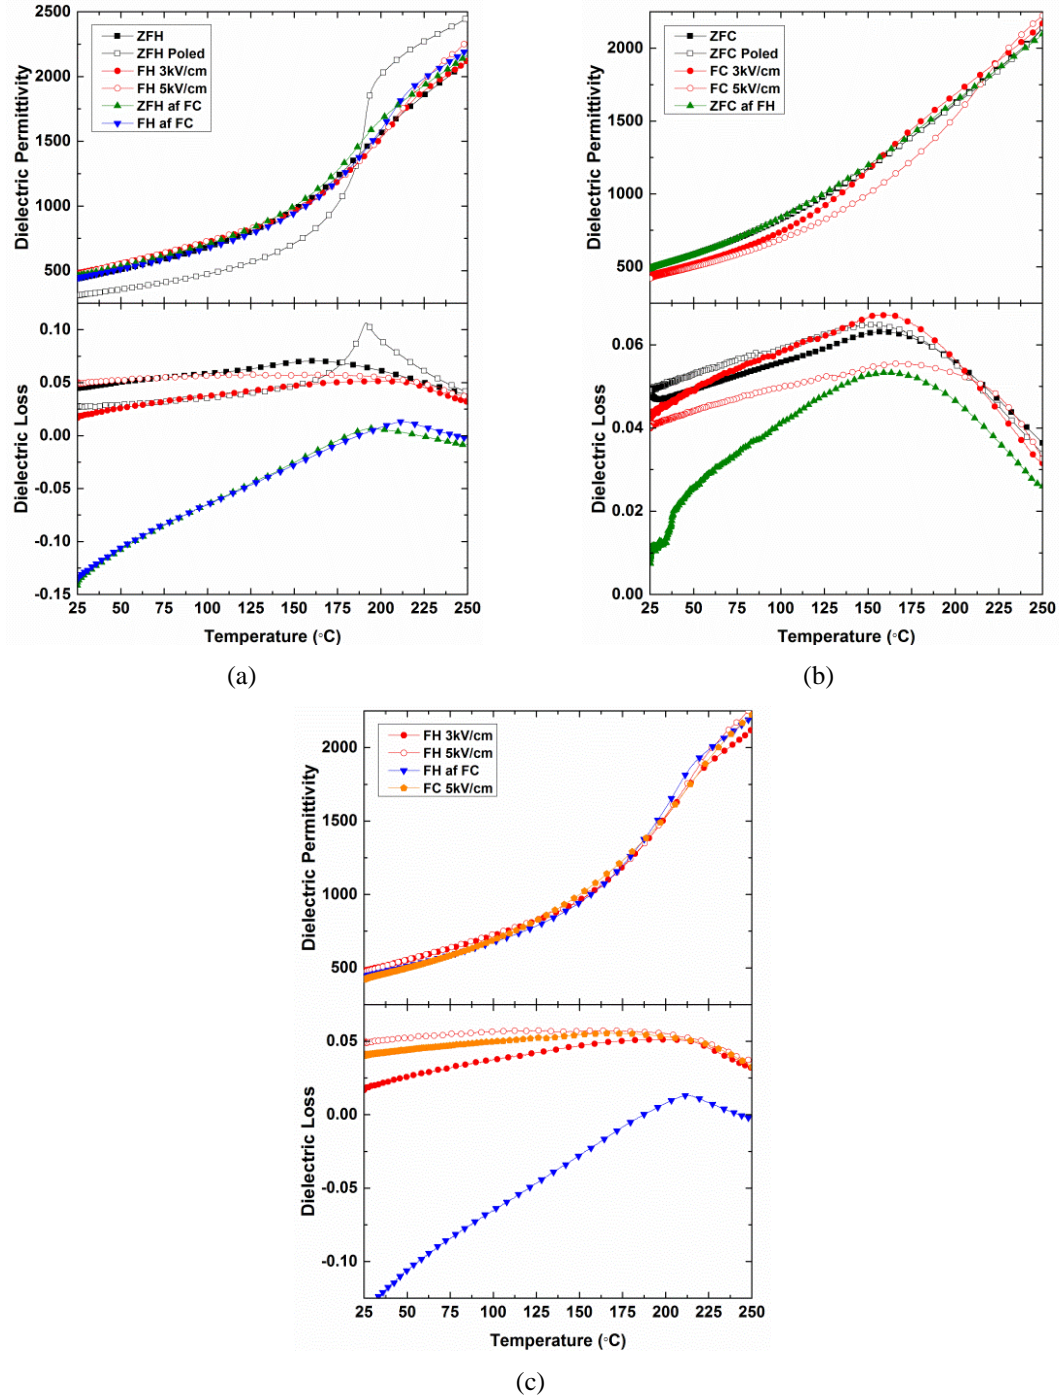 2500
2000
1500
1000
500
Dielectric Permittivity
ZFH
ZFH Poled
FH 3kV/cm
FH 5kV/cm
ZFH af FC
FH af FC
0.10
0.05
0.00
-0.05
-0.10
-0.15
Dielectric Loss
25 50 75 100 125 150 175 200 225 250
Temperature (◦C)
(a)
2000
1500
1000
500
Dielectric Permittivity
ZFC
ZFC Poled
FC 3kV/cm
FC 5kV/cm
ZFC af FH
0.06
0.04
0.02
0.00
Dielectric Loss
25 50 75 100 125 150 175 200 225 250
Temperature (◦C)
(b)
2000
1500
1000
500
Dielectric Permittivity
FH 3kV/cm
FH 5kV/cm
FH af FC
FC 5kV/cm
0.05
0.00
-0.05
-0.10
Dielectric Loss
25 50 75 100 125 150 175 200 225 250
Temperature (◦C)
(c)